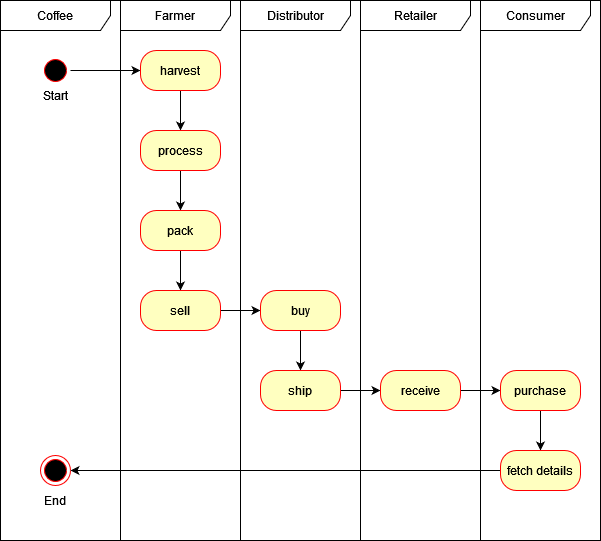 Coffee
Farmer
Distributor
Retailer
Consumer
Start
harvest
process
pack
sell
buy
ship
receive
purchase
fetch details
End